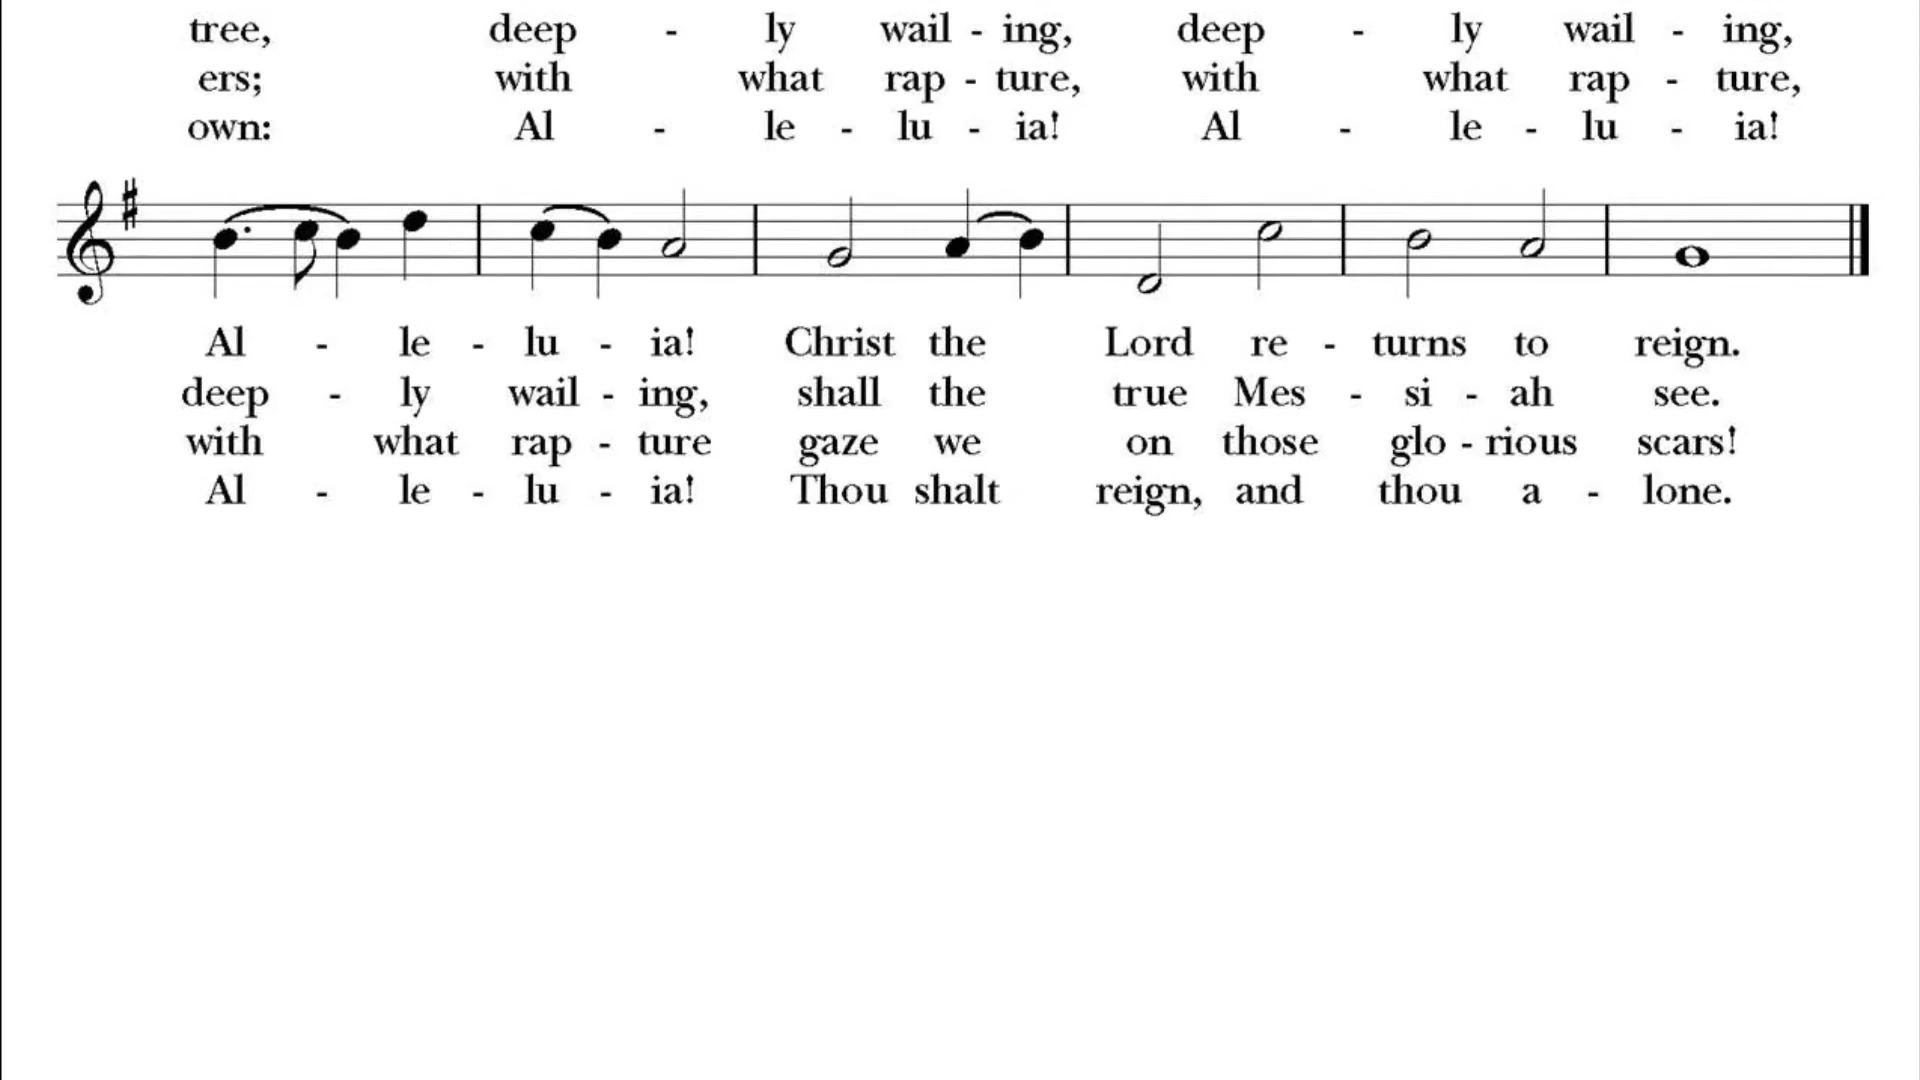 tree, deep - ly wail - ing, deep - ly wail - ing,
ers; with what rap - ture, with what rap - ture,
own: Al - le - lu - ia! Al - le - lu - ia!
Al - le - lu - ia! Christ the Lord re - turns to reign.
deep - ly wail - ing, shall the true Mes - si - ah see.
with what rap - ture gaze we on those glo - rious scars!
Al - le - lu - ia! Thou shalt reign, and thou a - lone.